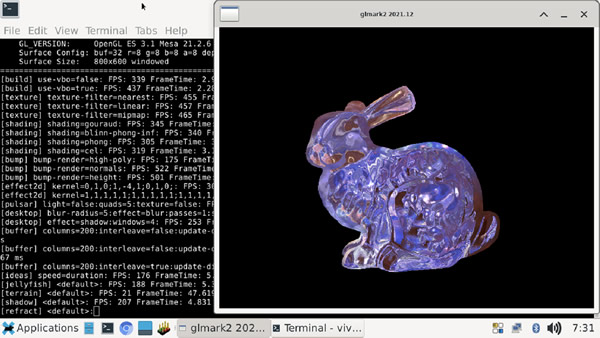 glmark2 2021.12
File Edit View Terminal Tabs Help
GL_VERSION: OpenGL ES 3.1 Mesa 21.2.6
Surface Config: buf=32 r=8 g=8 b=8 a=8 dep
Surface Size: 800x600 windowed
=======================================
[build] use-vbo=false: FPS: 339 FrameTime: 2.9
[build] use-vbo=true: FPS: 437 FrameTime: 2.28
[texture] texture-filter=nearest: FPS: 455 Fr
[texture] texture-filter=linear: FPS: 457 Fra
[texture] texture-filter=mipmap: FPS: 465 Fra
[shading] shading=gouraud: FPS: 345 FrameTime:
[shading] shading=blinn-phong-inf: FPS: 340 F
[shading] shading=phong: FPS: 305 FrameTime:
[shading] shading=cel: FPS: 319 FrameTime: 3.
[bump] bump-render=high-poly: FPS: 175 FrameT
[bump] bump-render=normals: FPS: 522 FrameTim
[bump] bump-render=height: FPS: 501 FrameTime
[effect2d] kernel=0,1,0;1,-4,1;0,1,0;: FPS: 30
[effect2d] kernel=1,1,1,1,1;1,1,1,1,1;1,1,1,1,
[pulsar] light=false:quads=5:texture=false: F
[desktop] blur-radius=5:effect=blur:passes=1:s
[desktop] effect=shadow:windows=4: FPS: 253 Fr
[buffer] columns=200:interleave=false:update-d
s
[buffer] columns=200:interleave=false:update-d
67 ms
[buffer] columns=200:interleave=true:update-di
[ideas] speed=duration: FPS: 176 FrameTime: 5.
[jellyfish] <default>: FPS: 188 FrameTime: 5.3
[terrain] <default>: FPS: 21 FrameTime: 47.619
[shadow] <default>: FPS: 207 FrameTime: 4.831
[refract] <default>:
Applications glmark2 202... Terminal - viv... 7:31